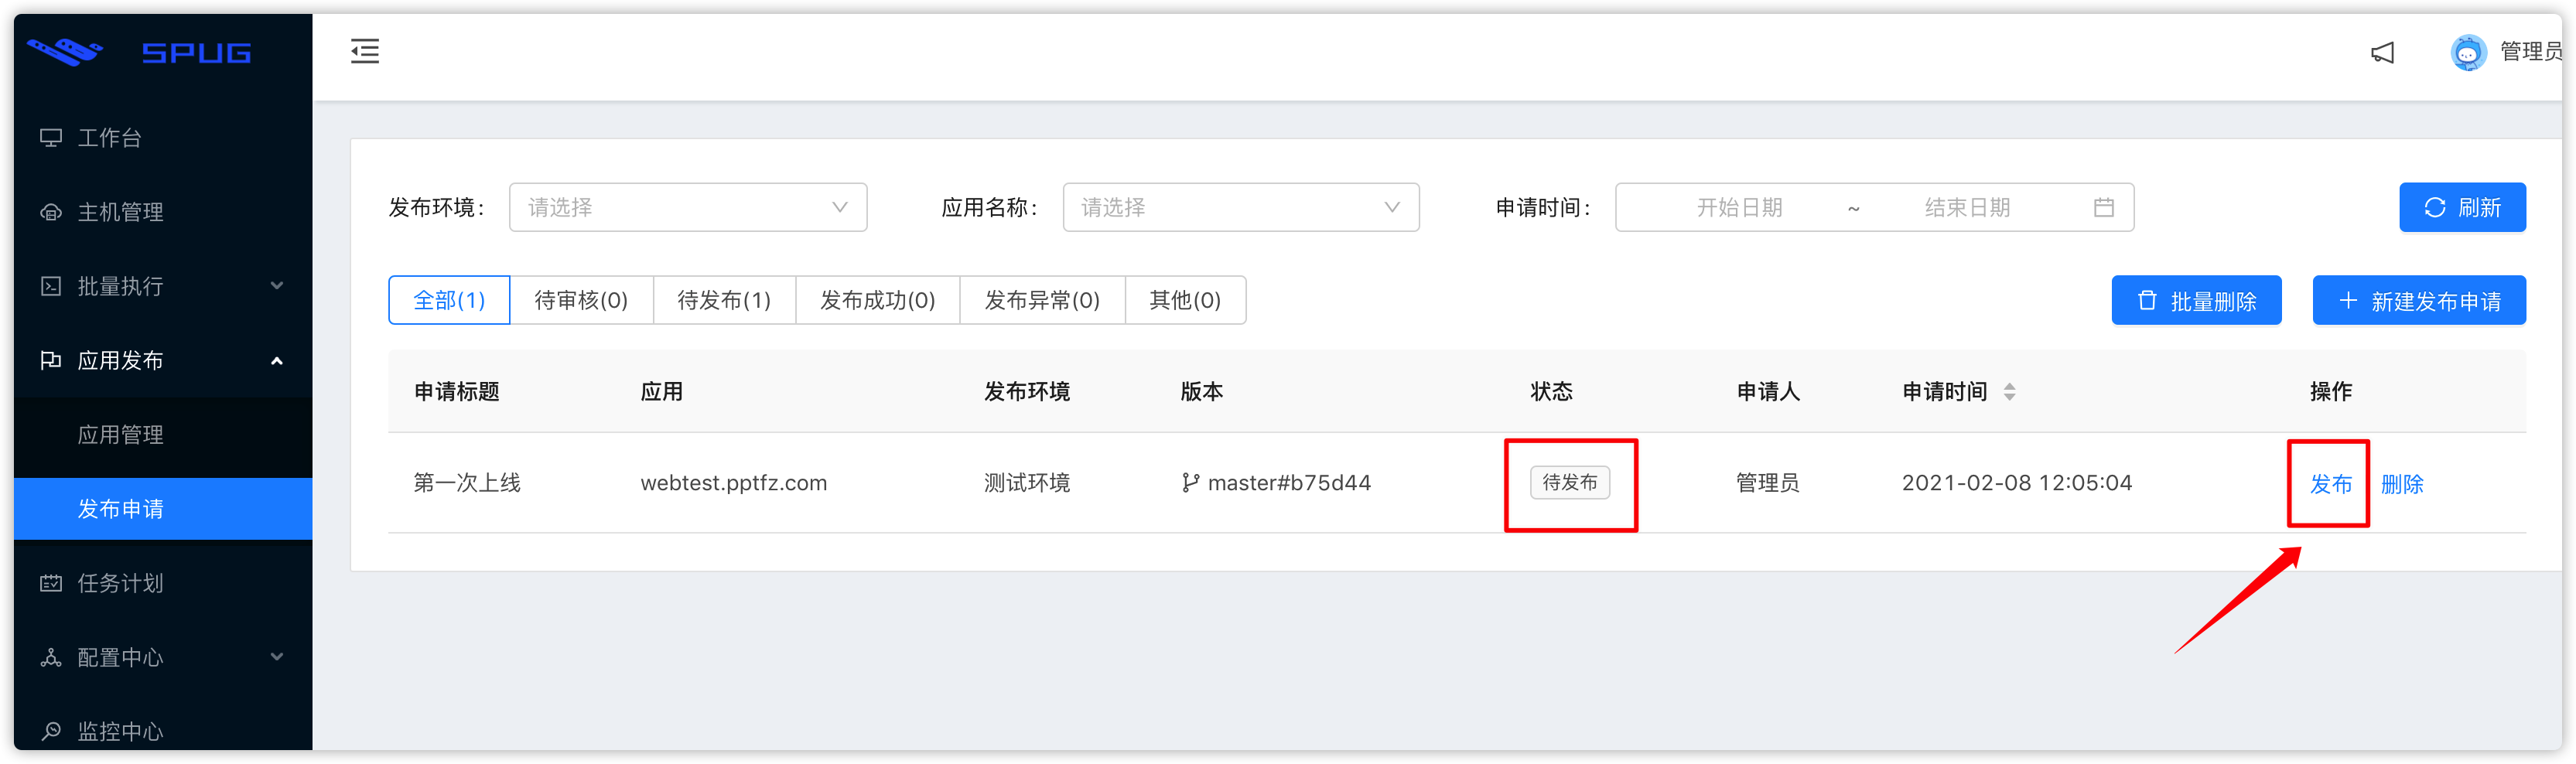 SPUG
管理员
工作台
主机管理
批量执行
应用发布
应用管理
发布申请
任务计划
配置中心
监控中心
发布环境: 请选择 应用名称: 请选择 申请时间: 开始日期 ~ 结束日期 刷新
全部(1) 待审核(0) 待发布(1) 发布成功(0) 发布异常(0) 其他(0) 批量删除 新建发布申请
申请标题 应用 发布环境 版本 状态 申请人 申请时间 操作
第一次上线 webtest.pptfz.com 测试环境 master#b75d44 待发布 管理员 2021-02-08 12:05:04 发布 删除